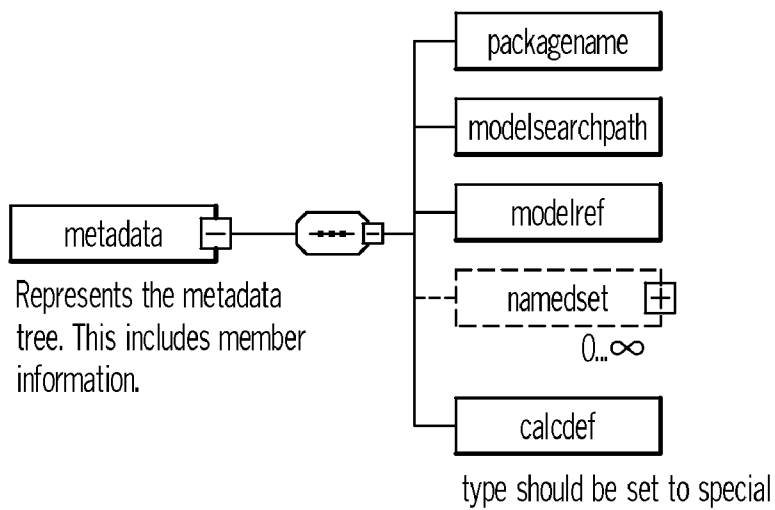 packagename
modelsearchpath
metadata
modelref
Represents the metadata
tree. This includes member
information.
namedset
0...∞
calcdef
type should be set to special